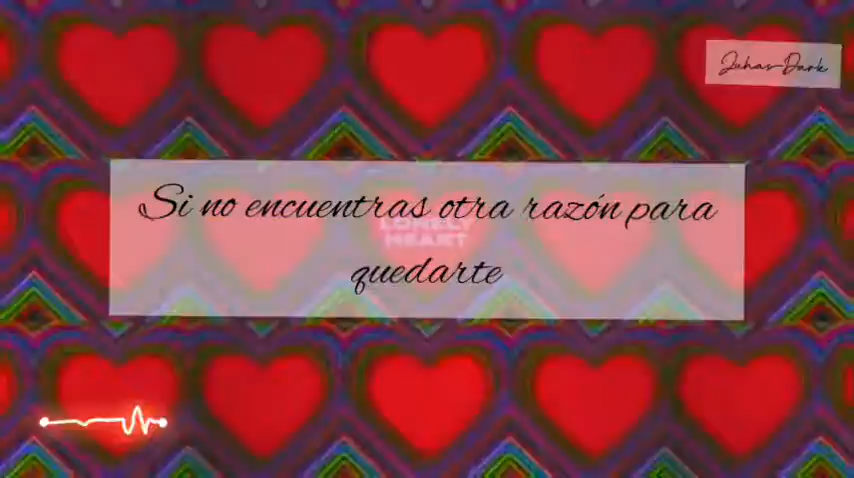 Juhas Dark
Si no encuentras otra razón para
LONELY
HEART
quedarte